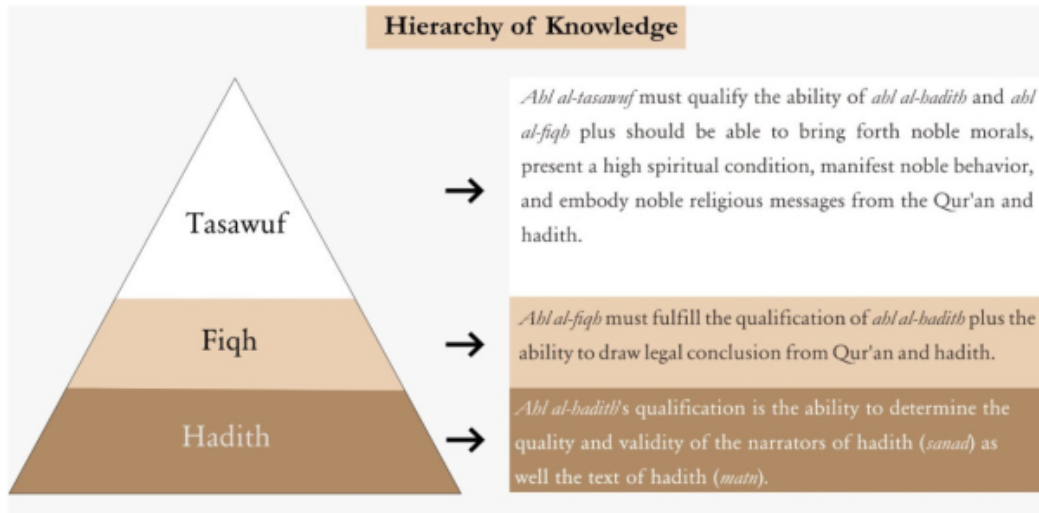 Hierarchy of Knowledge
Tasawuf
Ahl al-tasawuf must qualify the ability of ahl al-hadith and ahl
al-fiqh plus should be able to bring forth noble morals,
present a high spiritual condition, manifest noble behavior,
and embody noble religious messages from the Qur'an and
hadith.
Fiqh
Ahl al-fiqh must fulfill the qualification of ahl al-hadith plus the
ability to draw legal conclusion from Qur'an and hadith.
Hadith
Ahl al-hadith's qualification is the ability to determine the
quality and validity of the narrators of hadith (sanad) as
well the text of hadith (matn).